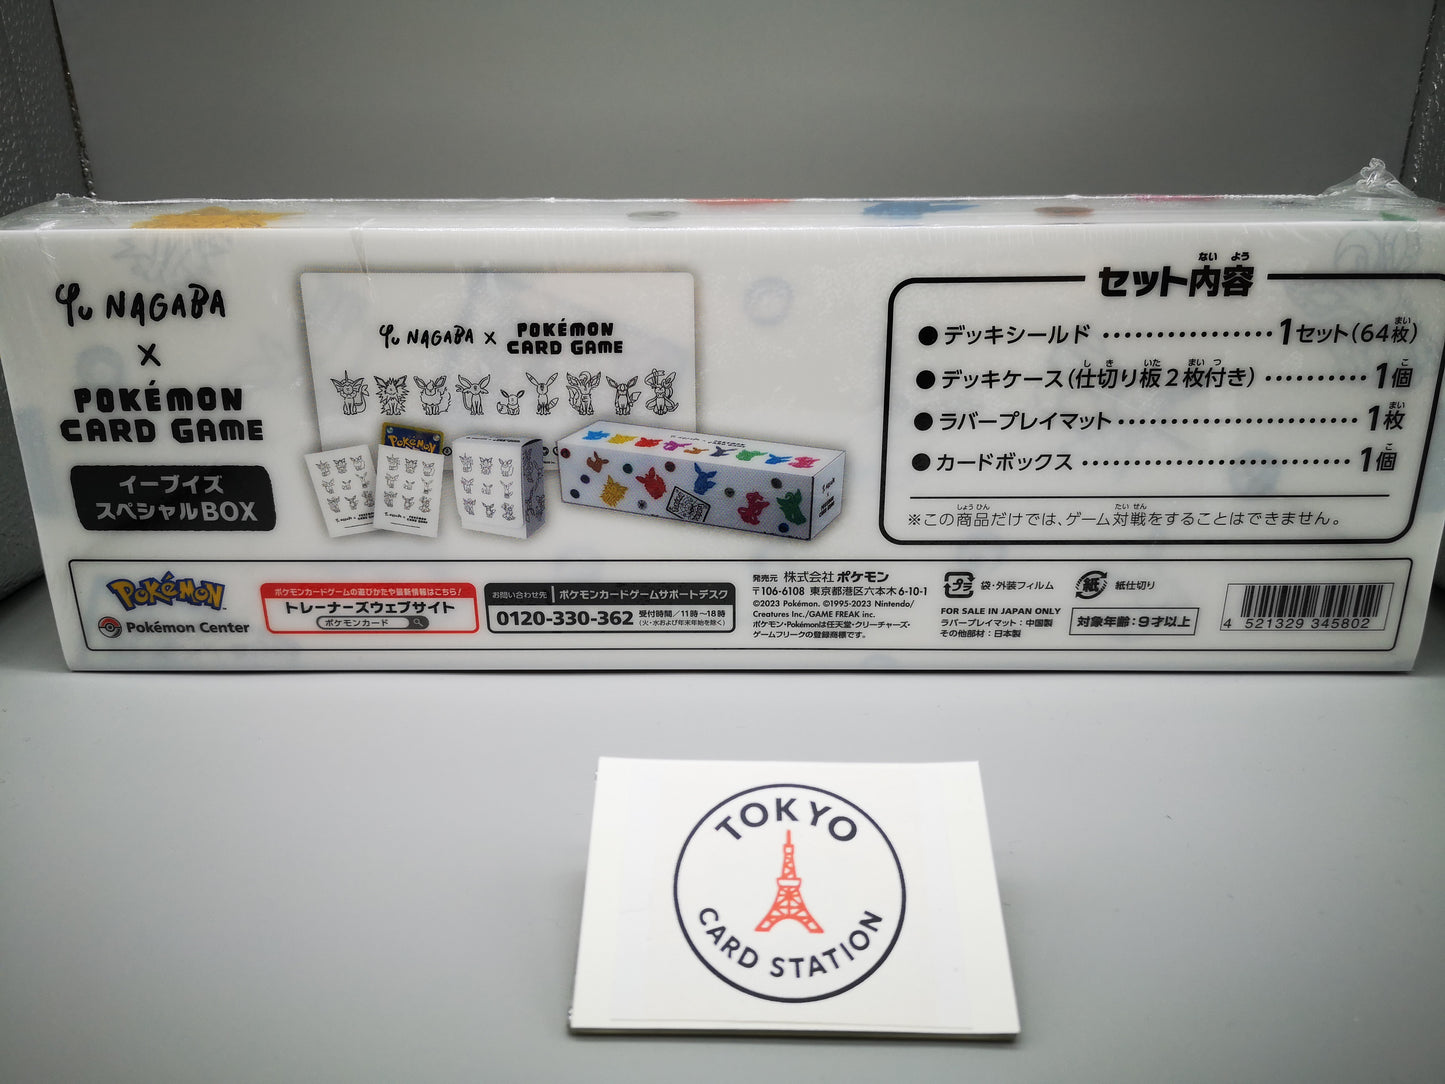 Yu NAGABA
×
POKÉMON
CARD GAME
イーブイズ
スペシャルBOX
Yu NAGABA × POKÉMON
CARD GAME
Pokémon
ない よう
セット内容
●デッキシールド ・・・・・・・・・・・・・・・・ 1セット(64枚)
まい
●デッキケース(仕切り板2枚付き) ・・・・・・・・・・ 1個
し き いた まい つ こ
●ラバープレイマット ・・・・・・・・・・・・・・・・・・・・ 1枚
まい
●カードボックス ・・・・・・・・・・・・・・・・・・・・・・・・ 1個
こ
しょう ひん たい せん
※この商品だけでは、ゲーム対戦をすることはできません。
POKÉMON
Pokémon Center
ポケモンカードゲームの遊びかたや最新情報はこちら!
トレーナーズウェブサイト
ポケモンカード
お問い合わせ先 ポケモンカードゲームサポートデスク
0120-330-362 受付時間/11時~18時
(火・水および年末年始を除く)
発売元 株式会社ポケモン
〒106-6108 東京都港区六本木6-10-1
©2023 Pokémon. ©1995-2023 Nintendo/
Creatures Inc./GAME FREAK inc.
ポケモン・Pokémonは任天堂・クリーチャーズ・
ゲームフリークの登録商標です。
プラ 袋・外装フィルム
紙 紙仕切り
FOR SALE IN JAPAN ONLY
ラバープレイマット:中国製
その他部材:日本製
対象年齢:9才以上
4 521329 345802
TOKYO
CARD STATION